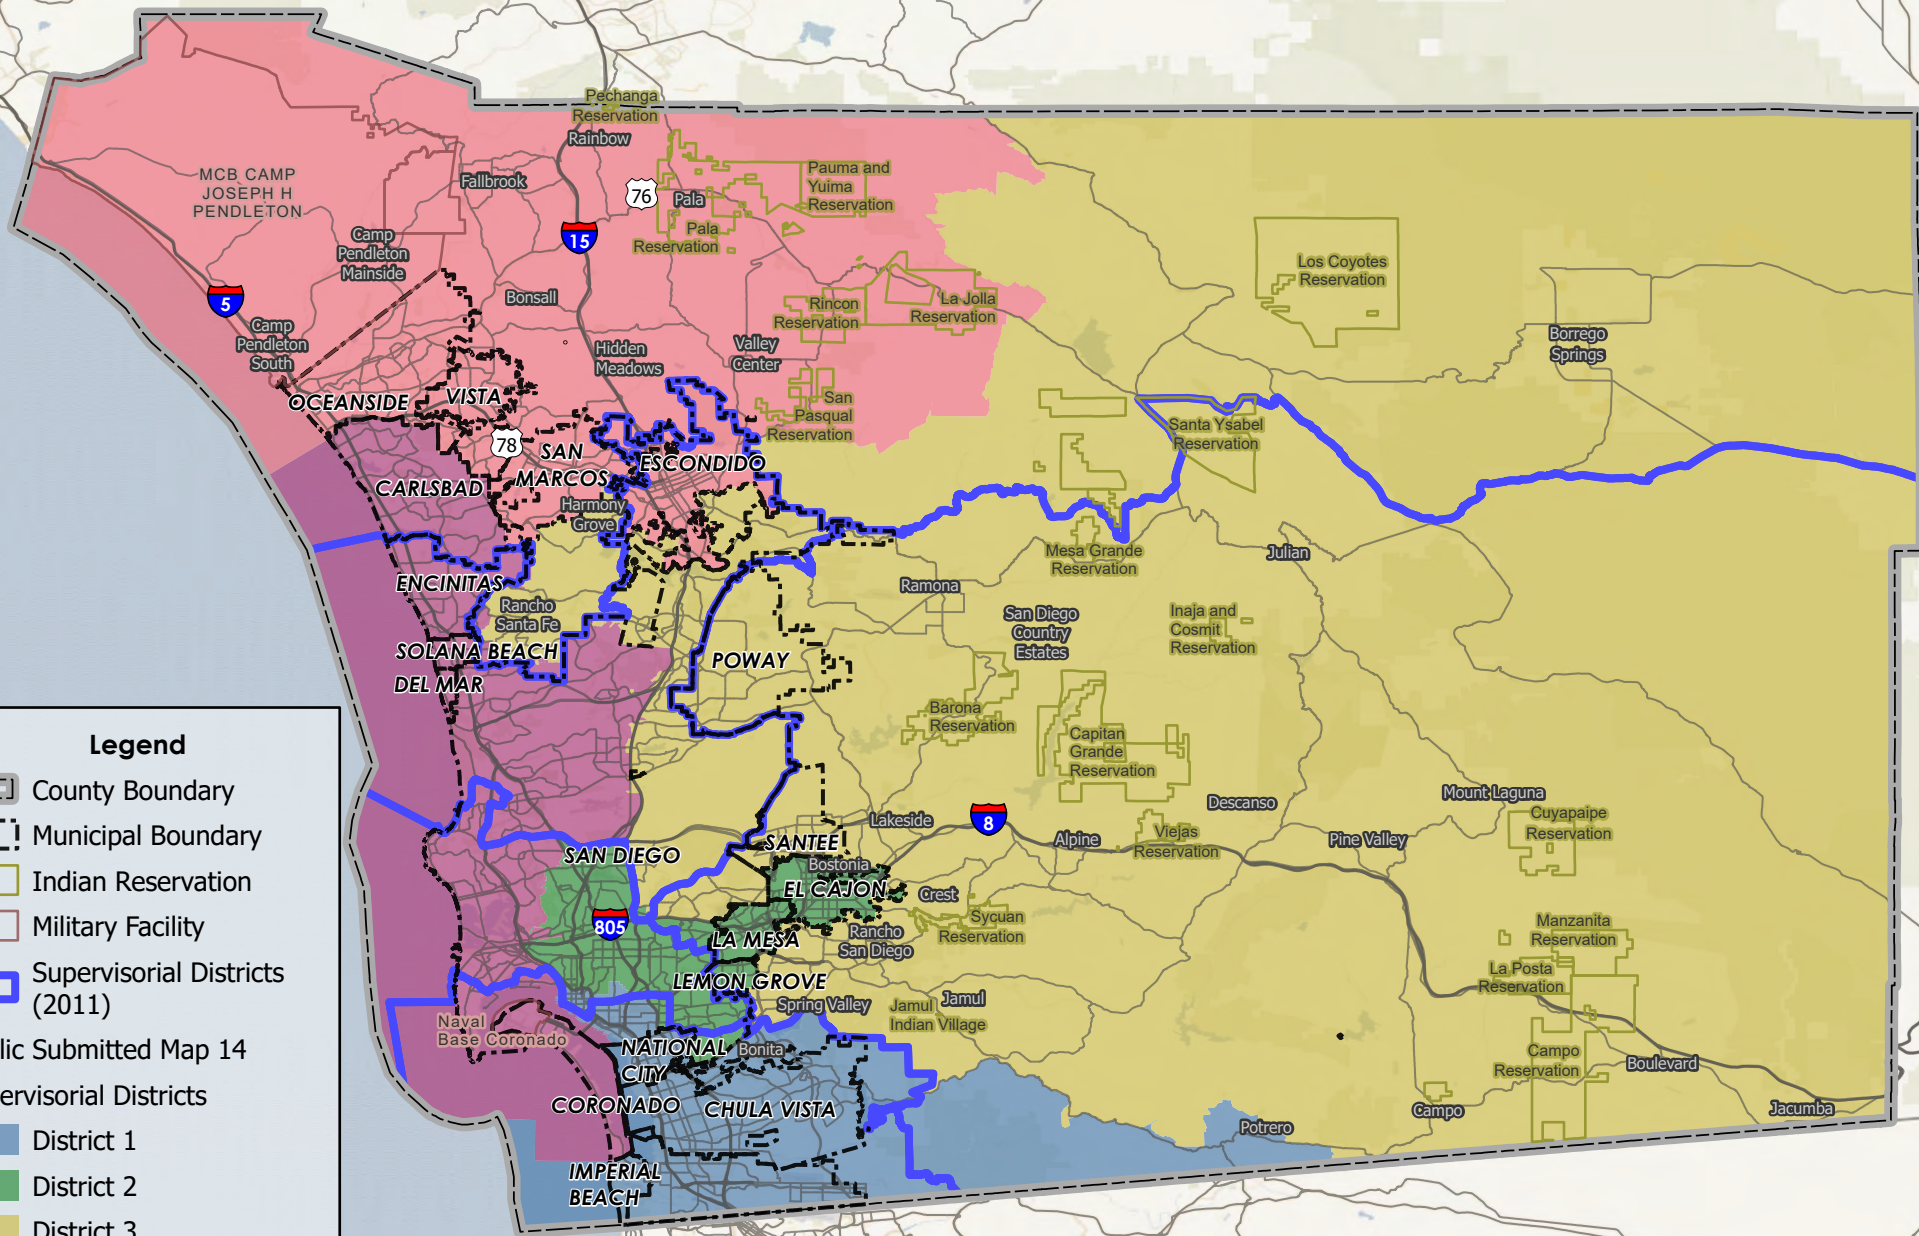 Pechanga
Reservation
Rainbow
MCB CAMP
JOSEPH H
PENDLETON
Fallbrook
76
Pala
Pauma and
Yuima
Reservation
Pala
Reservation
15
Camp
Pendleton
Mainside
5
Bonsall
Los Coyotes
Reservation
Rincon
Reservation
La Jolla
Reservation
Camp
Pendleton
South
Hidden
Meadows
Valley
Center
Borrego
Springs
OCEANSIDE
VISTA
San
Pasqual
Reservation
78
SAN
MARCOS
ESCONDIDO
Santa Ysabel
Reservation
CARLSBAD
Harmony
Grove
Mesa Grande
Reservation
Julian
ENCINITAS
Ramona
Rancho
Santa Fe
San Diego
Country
Estates
Inaja and
Cosmit
Reservation
SOLANA BEACH
DEL MAR
POWAY
Barona
Reservation
Capitan
Grande
Reservation
Legend
County Boundary
Municipal Boundary
Indian Reservation
Military Facility
Supervisorial Districts
(2011)
lic Submitted Map 14
ervisorial Districts
District 1
District 2
District 3
Lakeside
8
Descanso
Mount Laguna
Cuyapaipe
Reservation
SAN DIEGO
SANTEE
Bostonia
EL CAJON
Alpine
Viejas
Reservation
Pine Valley
Crest
805
LA MESA
Rancho
San Diego
Sycuan
Reservation
Manzanita
Reservation
La Posta
Reservation
LEMON GROVE
Spring Valley
Jamul
Indian Village
Jamul
Naval
Base Coronado
NATIONAL
CITY
Bonita
Campo
Reservation
Boulevard
CORONADO
CHULA VISTA
Potrero
Campo
Jacumba
IMPERIAL
BEACH